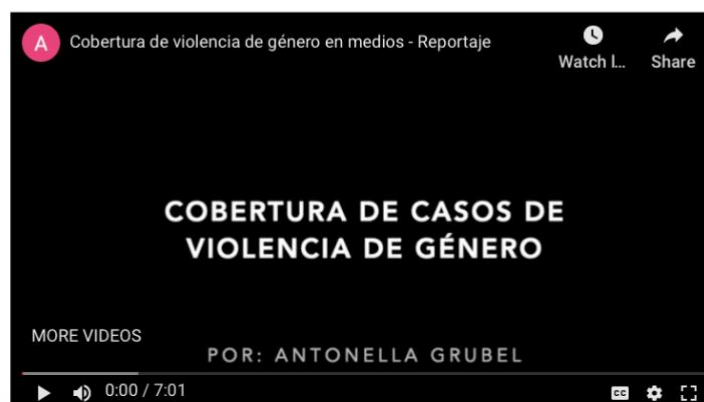 A
Cobertura de violencia de género en medios - Reportaje
Watch l...
Share
COBERTURA DE CASOS DE
VIOLENCIA DE GÉNERO
MORE VIDEOS
POR: ANTONELLA GRUBEL
0:00 / 7:01
CC